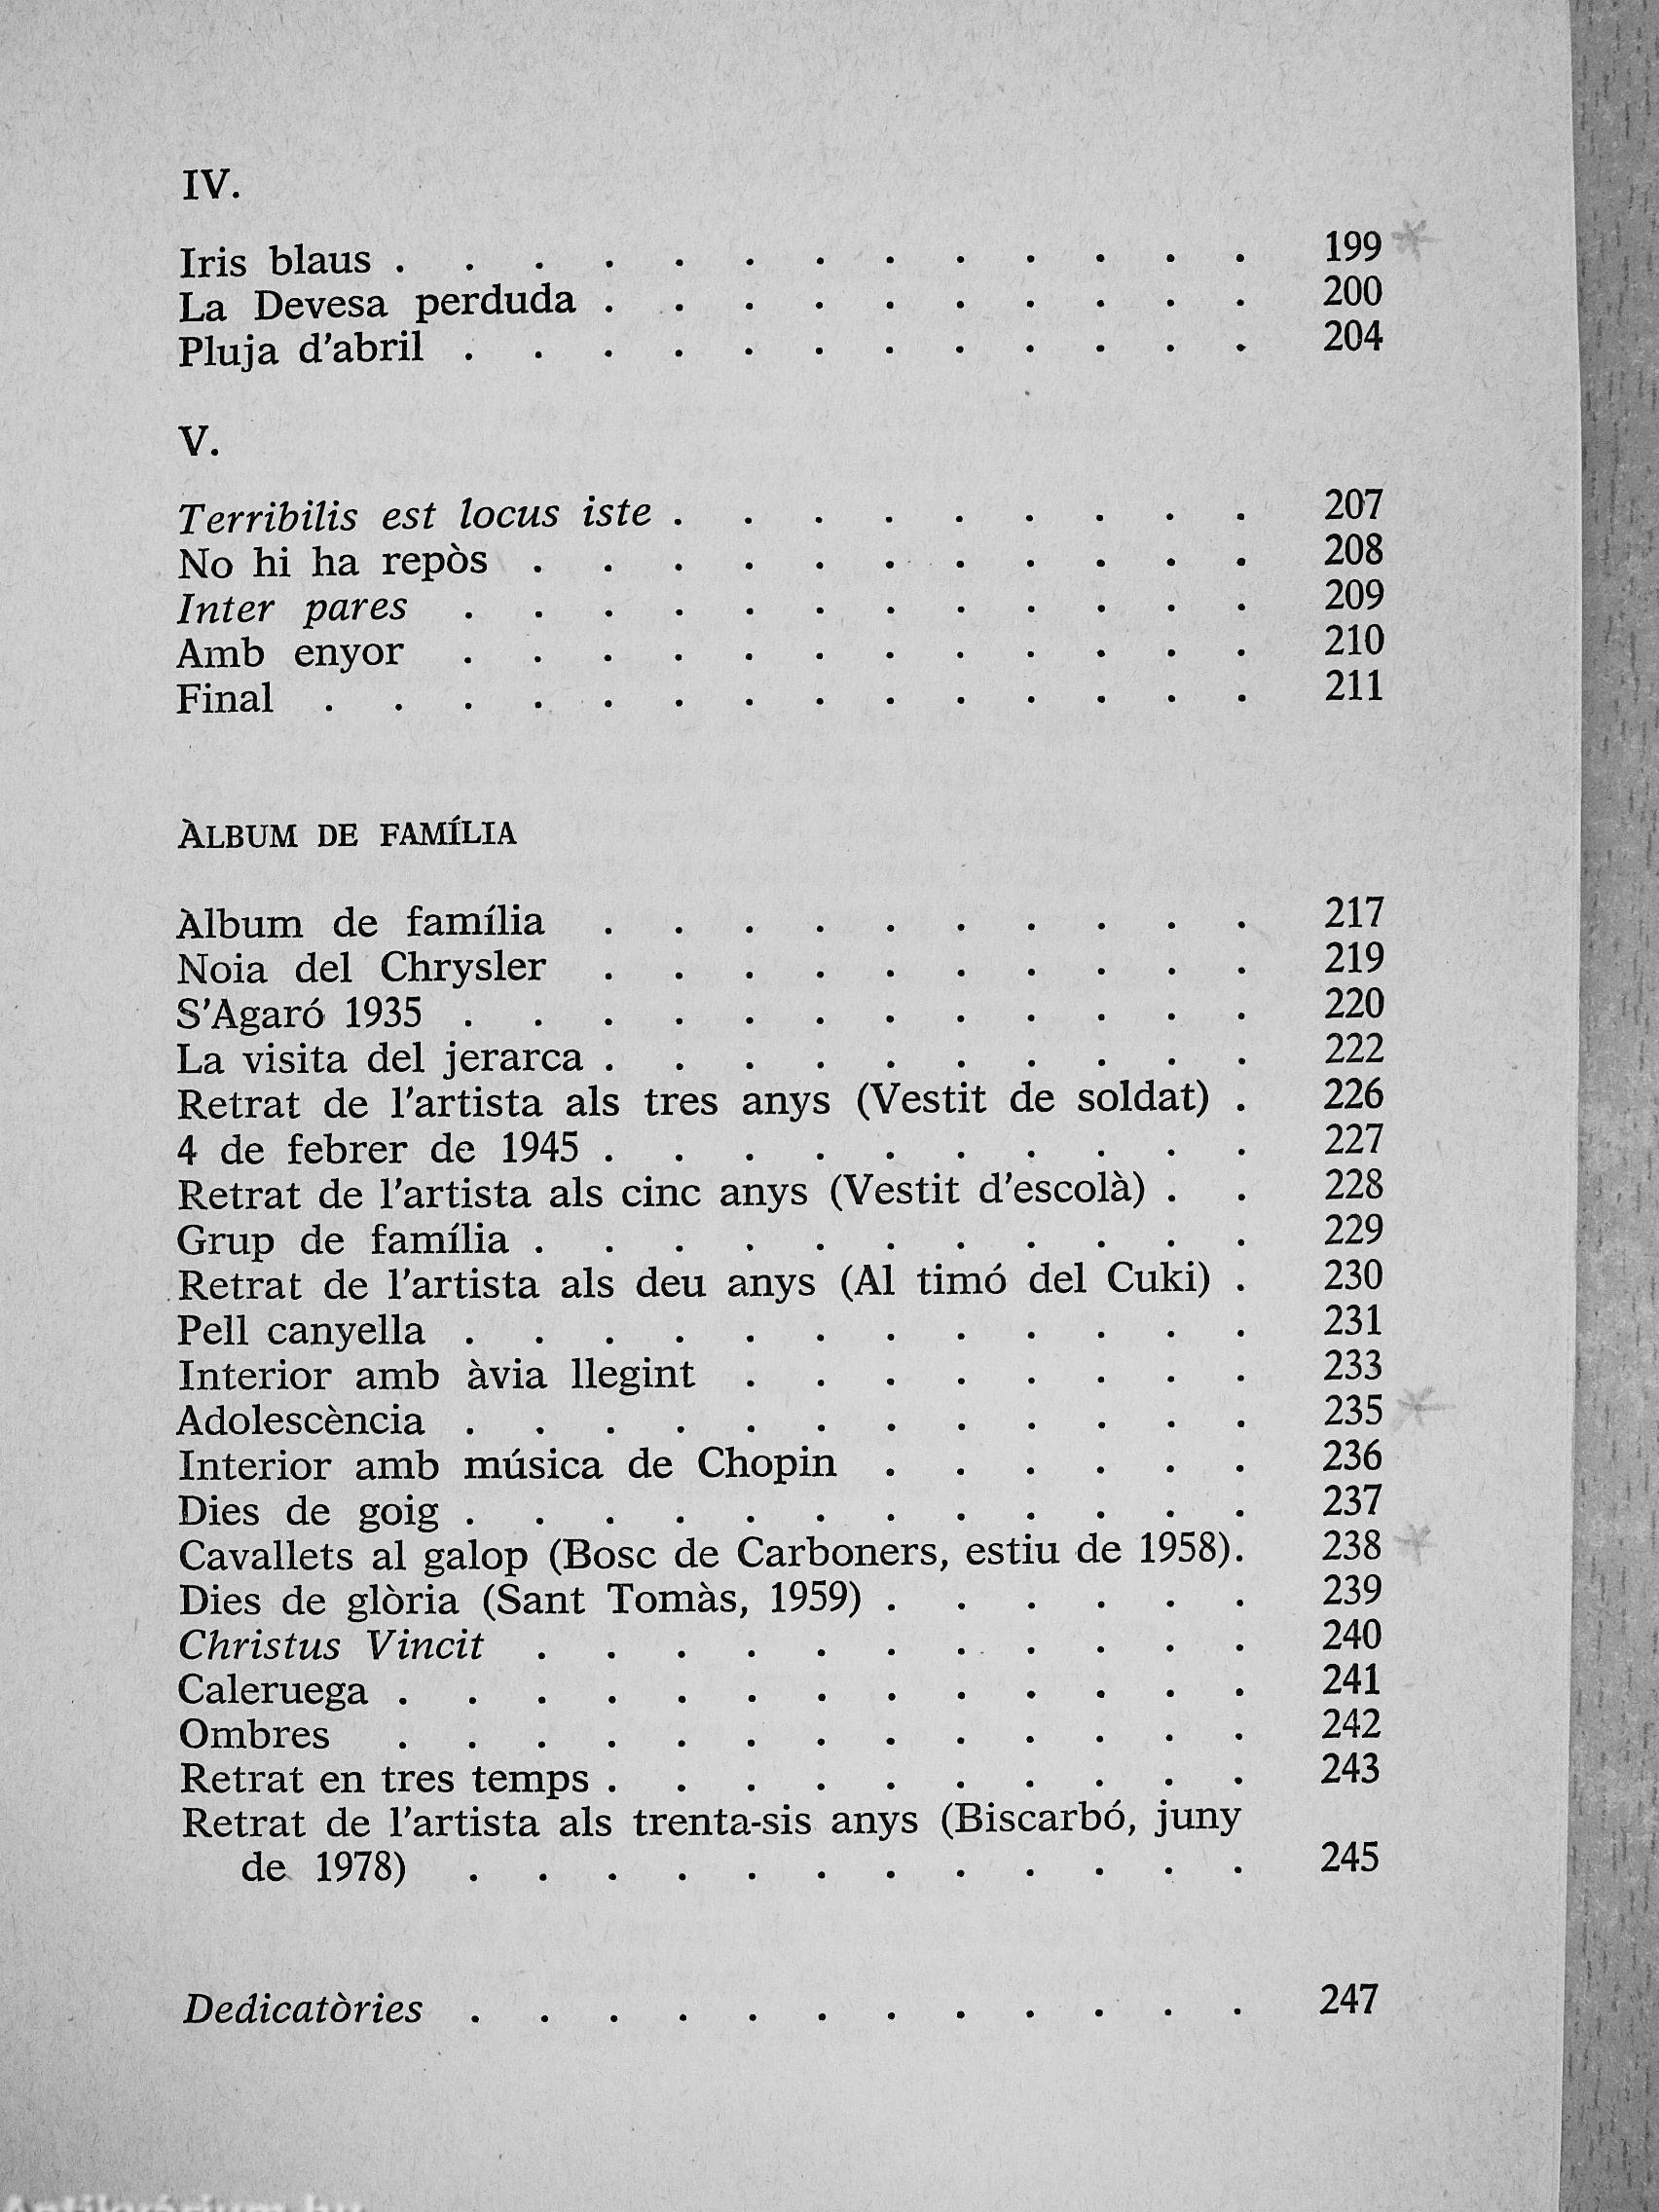 IV.
Iris blaus . . . . . . . . . . . . . 199 *
La Devesa perduda . . . . . . . . . . 200
Pluja d'abril . . . . . . . . . . . . 204
V.
Terribilis est locus iste . . . . . . . . . 207
No hi ha repòs . . . . . . . . . . . 208
Inter pares . . . . . . . . . . . . 209
Amb enyor . . . . . . . . . . . . 210
Final . . . . . . . . . . . . . . 211
ÀLBUM DE FAMÍLIA
Àlbum de família . . . . . . . . . . 217
Noia del Chrysler . . . . . . . . . . 219
S'Agaró 1935 . . . . . . . . . . . . 220
La visita del jerarca . . . . . . . . . . 222
Retrat de l'artista als tres anys (Vestit de soldat) . 226
4 de febrer de 1945 . . . . . . . . . . 227
Retrat de l'artista als cinc anys (Vestit d'escolà) . . 228
Grup de família . . . . . . . . . . . 229
Retrat de l'artista als deu anys (Al timó del Cuki) . 230
Pell canyella . . . . . . . . . . . . 231
Interior amb àvia llegint . . . . . . . . 233
Adolescència . . . . . . . . . . . . 235 *
Interior amb música de Chopin . . . . . . 236
Dies de goig . . . . . . . . . . . . 237
Cavallets al galop (Bosc de Carboners, estiu de 1958). 238 *
Dies de glòria (Sant Tomàs, 1959) . . . . . . 239
Christus Vincit . . . . . . . . . . . 240
Caleruega . . . . . . . . . . . . . 241
Ombres . . . . . . . . . . . . . 242
Retrat en tres temps . . . . . . . . . . 243
Retrat de l'artista als trenta-sis anys (Biscarbó, juny
de 1978) . . . . . . . . . . . . 245
Dedicatòries . . . . . . . . . . . . 247
Antikvárium.hu